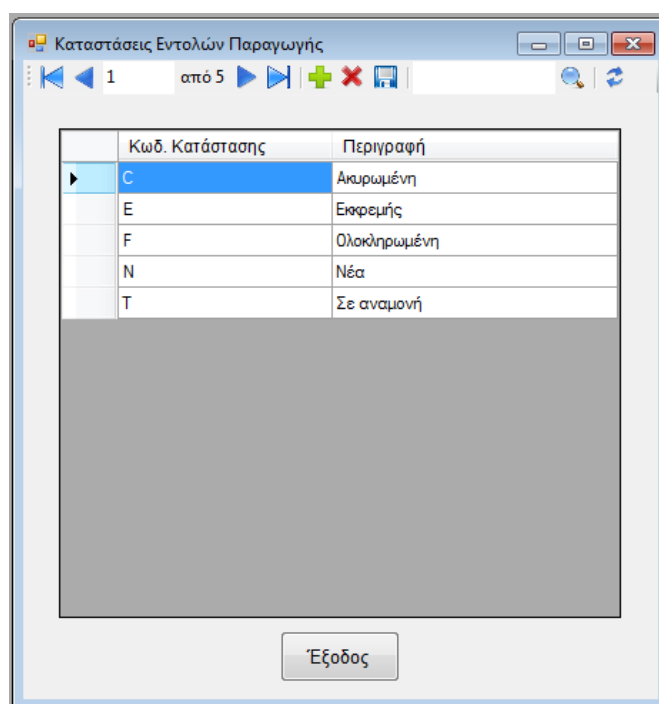 Καταστάσεις Εντολών Παραγωγής
1 από 5
Κωδ. Κατάστασης Περιγραφή
C Ακυρωμένη
E Εκκρεμής
F Ολοκληρωμένη
N Νέα
T Σε αναμονή
Έξοδος